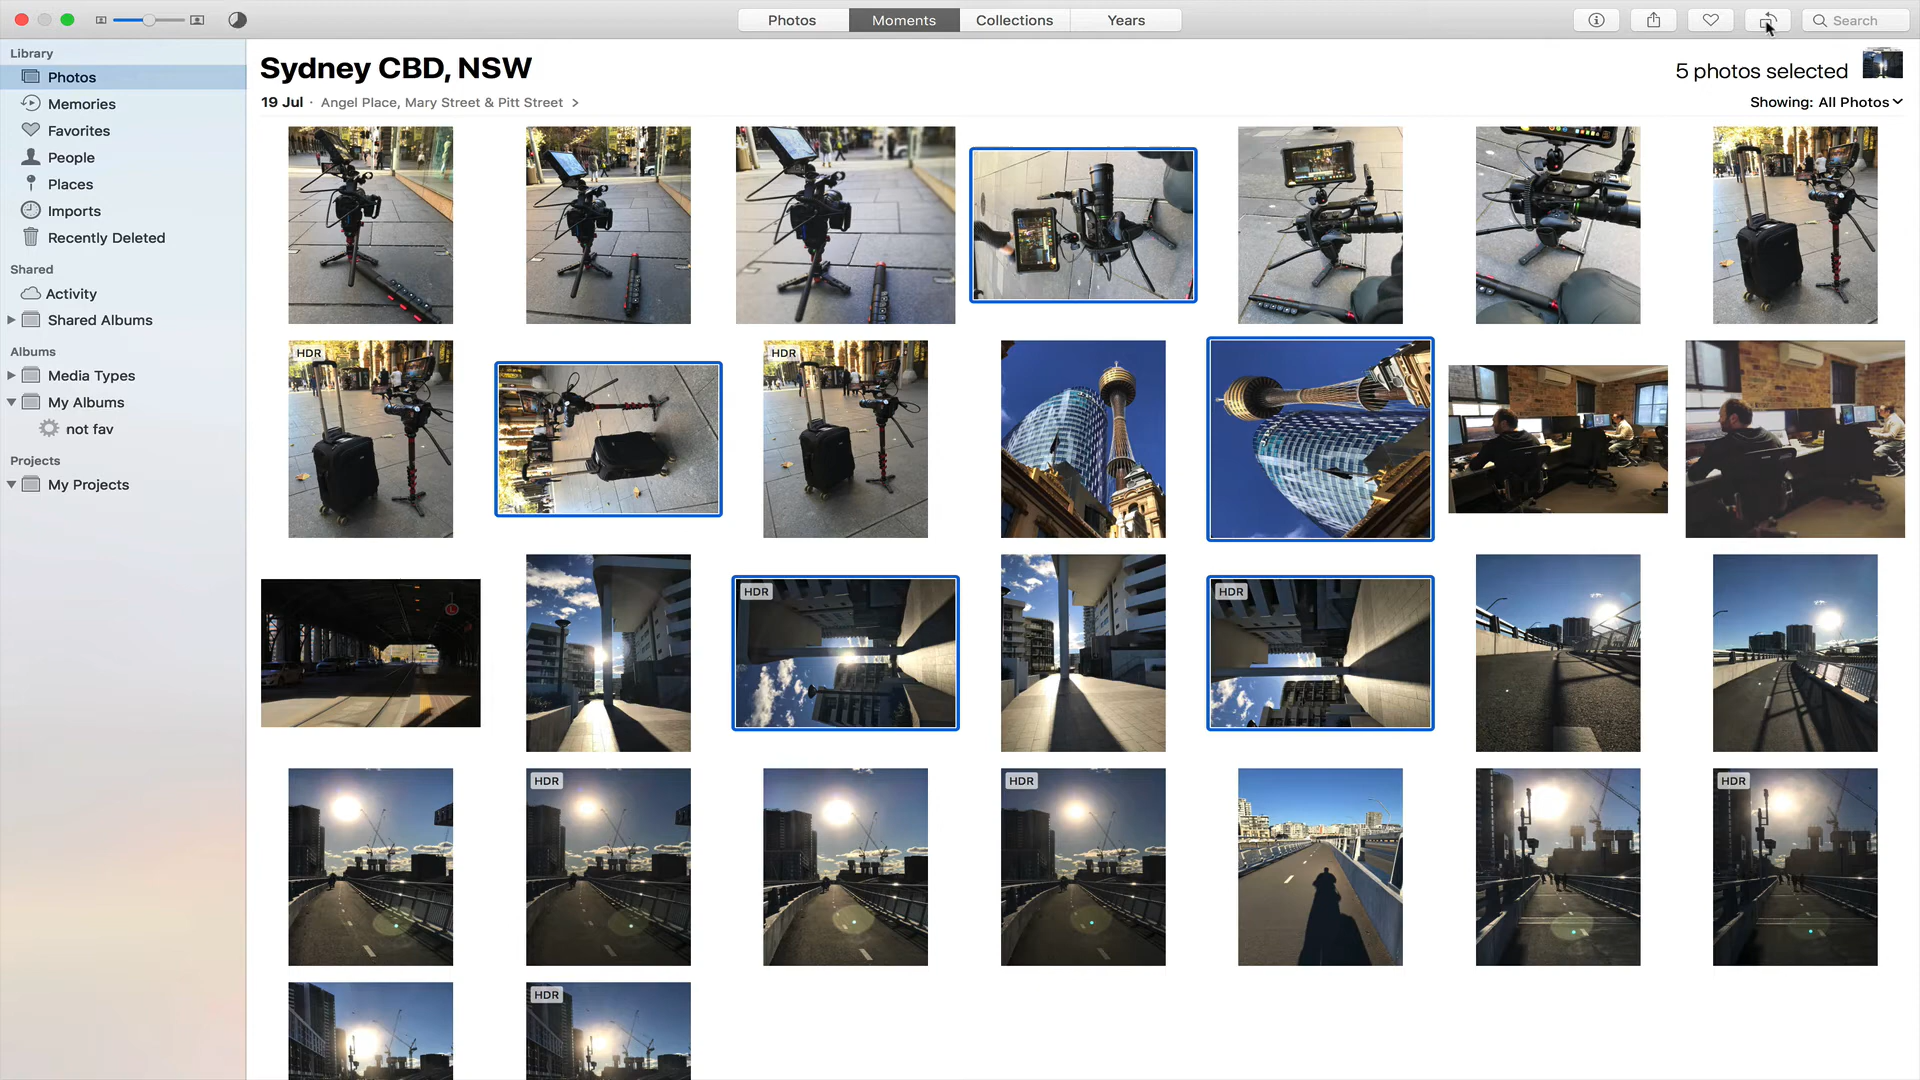 Photos
Moments
Collections
Years
Search
Library
Photos
Memories
Favorites
People
Places
Imports
Recently Deleted
Shared
Activity
Shared Albums
Albums
Media Types
My Albums
not fav
Projects
My Projects
Sydney CBD, NSW
5 photos selected
19 Jul · Angel Place, Mary Street & Pitt Street >
Showing: All Photos
HDR
HDR
HDR
HDR
HDR
HDR
HDR
HDR